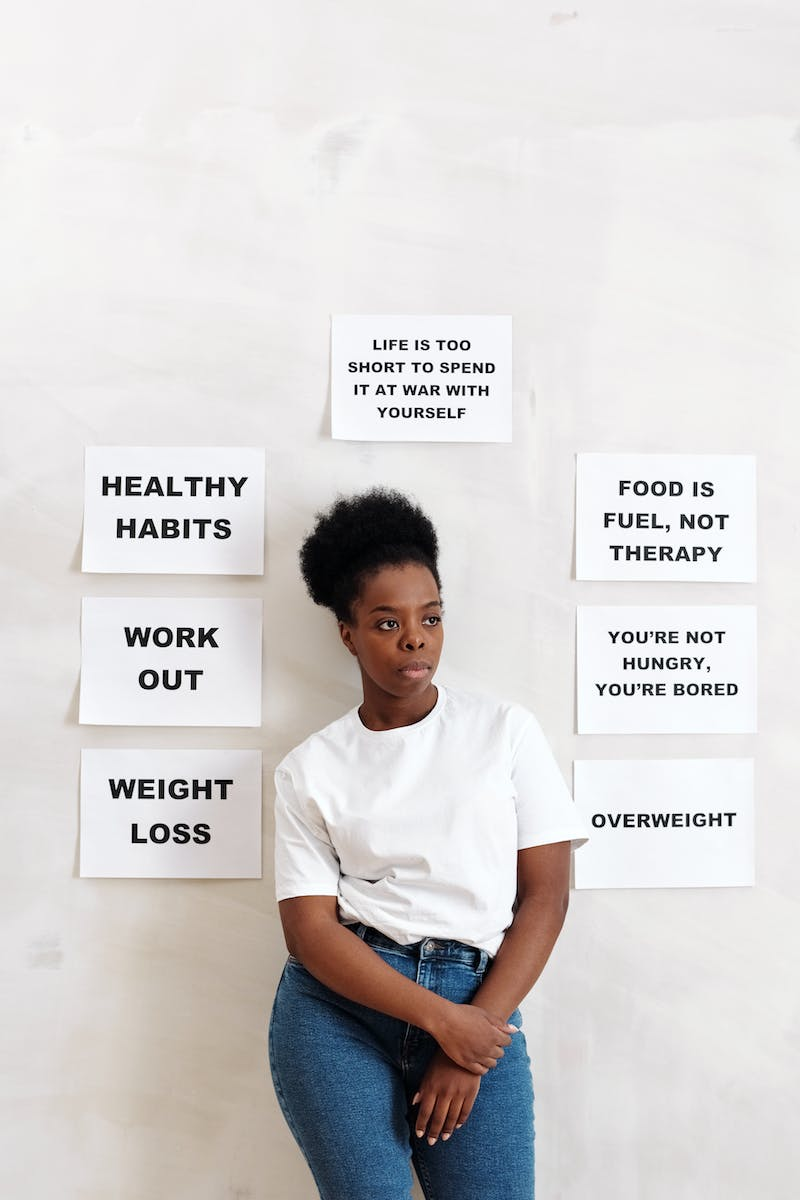 LIFE IS TOO
SHORT TO SPEND
IT AT WAR WITH
YOURSELF
HEALTHY
HABITS
WORK
OUT
WEIGHT
LOSS
FOOD IS
FUEL, NOT
THERAPY
YOU’RE NOT
HUNGRY,
YOU’RE BORED
OVERWEIGHT